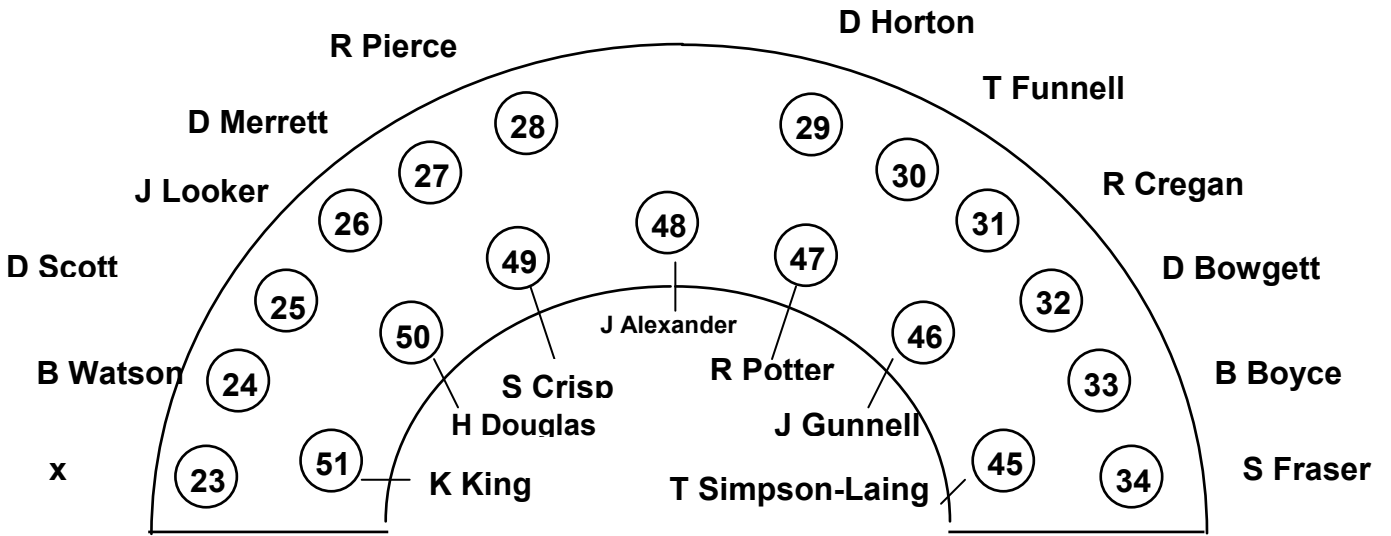 D Horton
R Pierce
T Funnell
D Merrett
28
29
27
30
J Looker
R Cregan
26
31
48
49
47
D Scott
D Bowgett
25
32
50
J Alexander
46
B Watson
24
S Crisp
R Potter
33
B Boyce
H Douglas
J Gunnell
x
23
51
K King
T Simpson-Laing
45
34
S Fraser